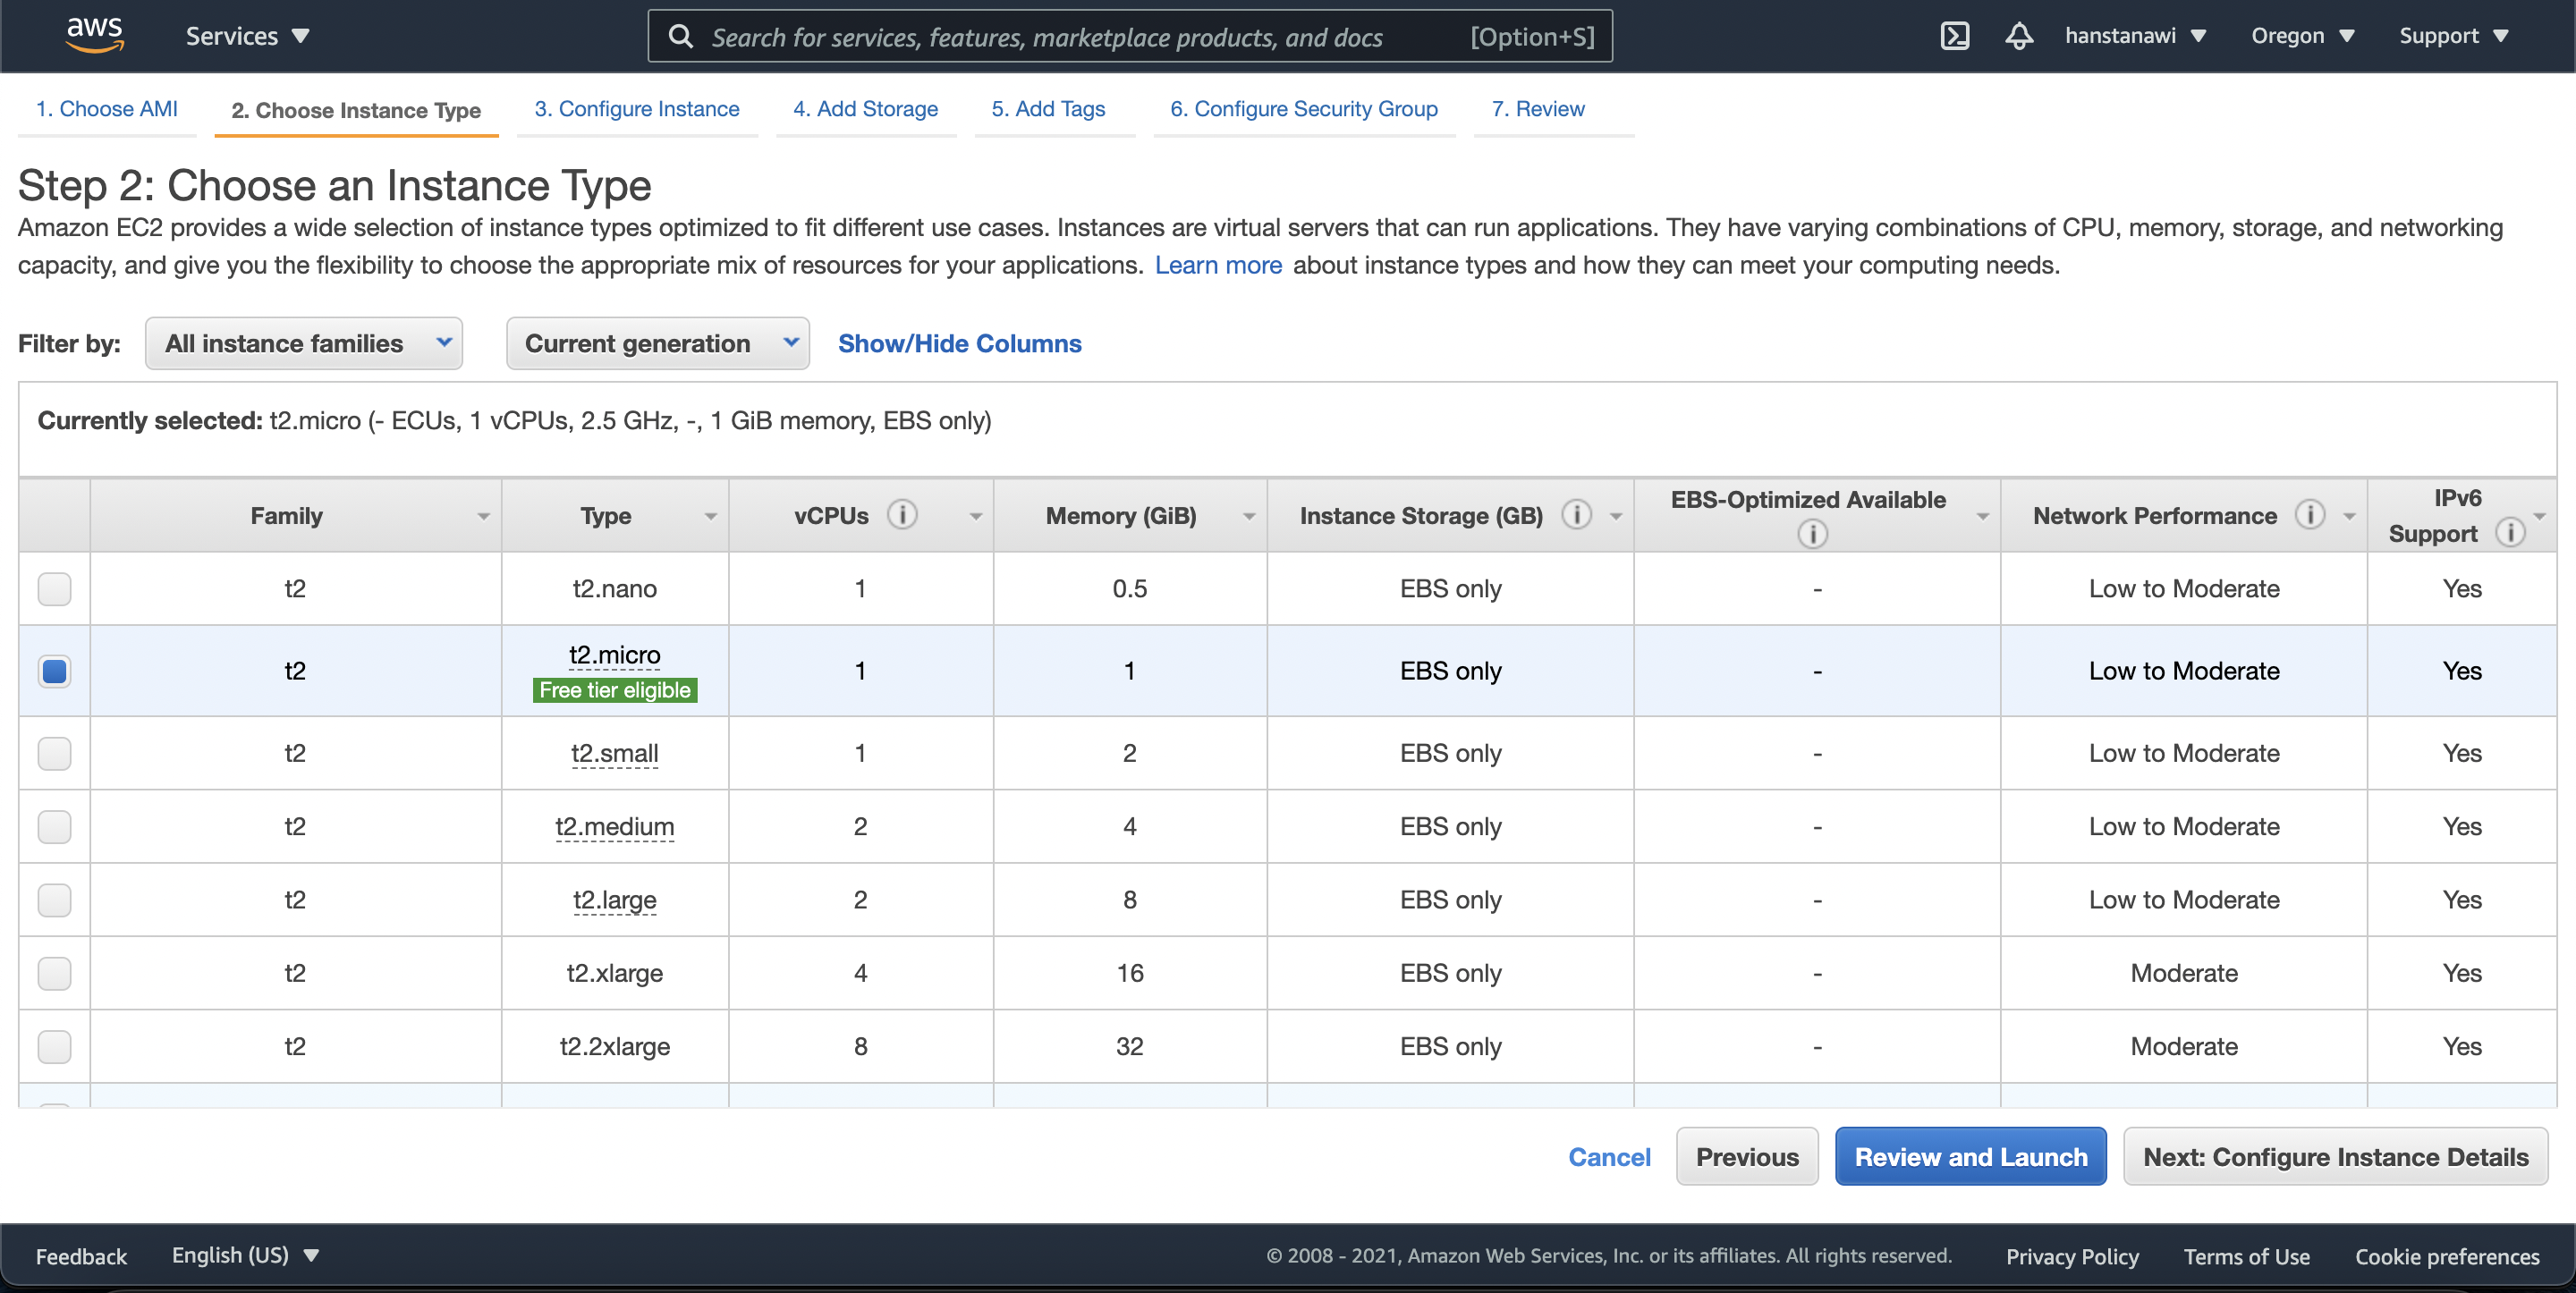 aws Services Search for services, features, marketplace products, and docs [Option+S] hanstanawi Oregon Support
1. Choose AMI 2. Choose Instance Type 3. Configure Instance 4. Add Storage 5. Add Tags 6. Configure Security Group 7. Review
Step 2: Choose an Instance Type
Amazon EC2 provides a wide selection of instance types optimized to fit different use cases. Instances are virtual servers that can run applications. They have varying combinations of CPU, memory, storage, and networking
capacity, and give you the flexibility to choose the appropriate mix of resources for your applications. Learn more about instance types and how they can meet your computing needs.
Filter by: All instance families Current generation Show/Hide Columns
Currently selected: t2.micro (- ECUs, 1 vCPUs, 2.5 GHz, -, 1 GiB memory, EBS only)
Family Type vCPUs Memory (GiB) Instance Storage (GB) EBS-Optimized Available Network Performance IPv6 Support
t2 t2.nano 1 0.5 EBS only - Low to Moderate Yes
t2 t2.micro Free tier eligible 1 1 EBS only - Low to Moderate Yes
t2 t2.small 1 2 EBS only - Low to Moderate Yes
t2 t2.medium 2 4 EBS only - Low to Moderate Yes
t2 t2.large 2 8 EBS only - Low to Moderate Yes
t2 t2.xlarge 4 16 EBS only - Moderate Yes
t2 t2.2xlarge 8 32 EBS only - Moderate Yes
Cancel Previous Review and Launch Next: Configure Instance Details
Feedback English (US) © 2008 - 2021, Amazon Web Services, Inc. or its affiliates. All rights reserved. Privacy Policy Terms of Use Cookie preferences